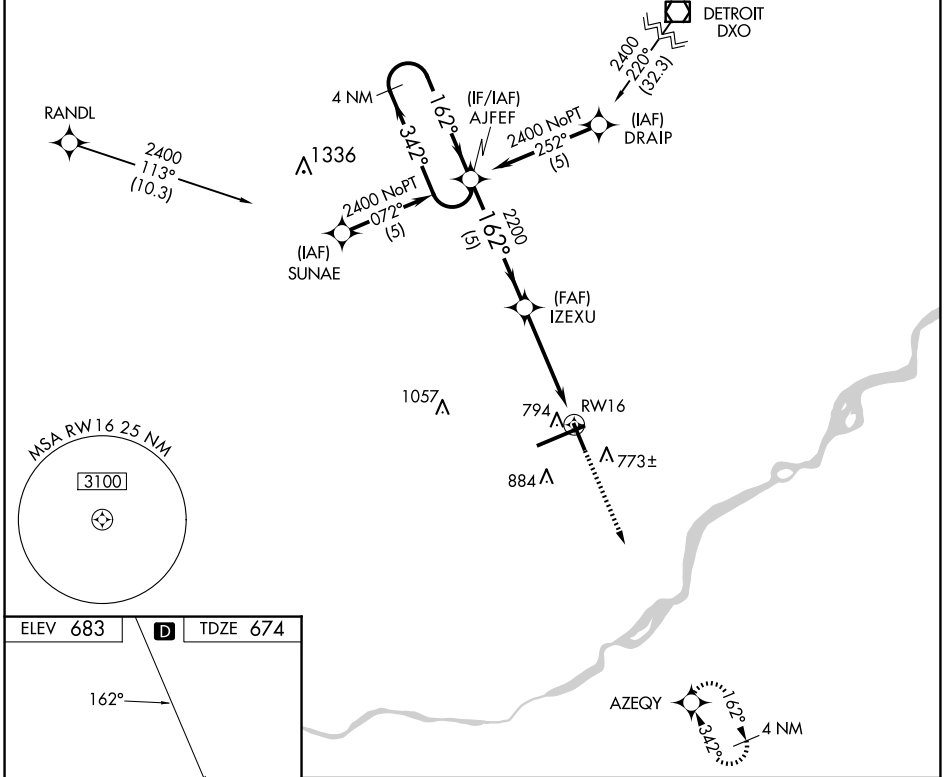 DETROIT
DXO
2400
220°
(32.3)
RANDL
2400
113°
(10.3)
1336
4 NM
342°
162°
(IF/IAF)
AJFEF
2400 NoPT
252°
(5)
(IAF)
DRAIP
2400 NoPT
072°
(5)
(IAF)
SUNAE
2200
162°
(5)
(FAF)
IZEXU
1057
794
RW16
884
773±
MSA RW16 25 NM
3100
ELEV 683
D
TDZE 674
162°
AZEQY
162°
342°
4 NM